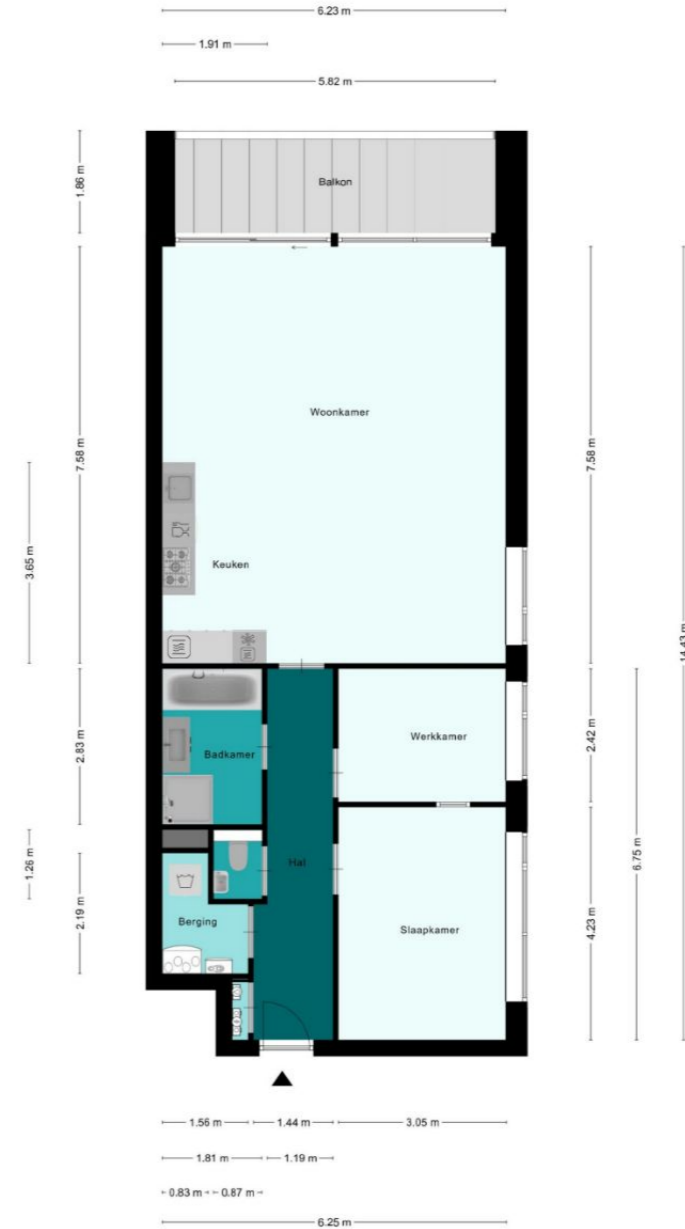 6.23 m
1.91 m
5.82 m
1.86 m
Balkon
7.58 m
Woonkamer
7.58 m
3.65 m
Keuken
14.43 m
2.83 m
Badkamer
Werkkamer
2.42 m
6.75 m
1.26 m
Hal
2.19 m
Berging
Slaapkamer
4.23 m
1.56 m
1.44 m
3.05 m
1.81 m
1.19 m
0.83 m
0.87 m
6.25 m